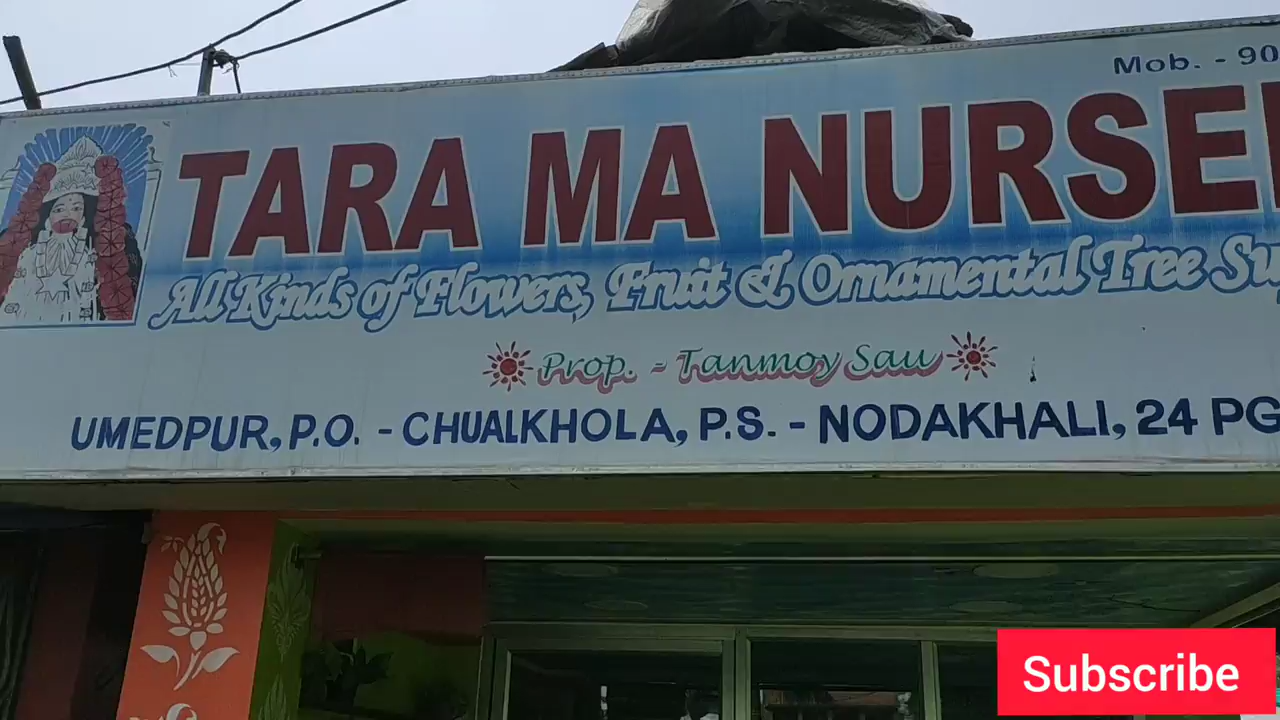 Mob. - 90
TARA MA NURSE
All Kinds of Flowers, Fruit & Ornamental Tree Su
Prop. - Tanmoy Sau
UMEDPUR, P.O. - CHUALKHOLA, P.S. - NODAKHALI, 24 PG
Subscribe